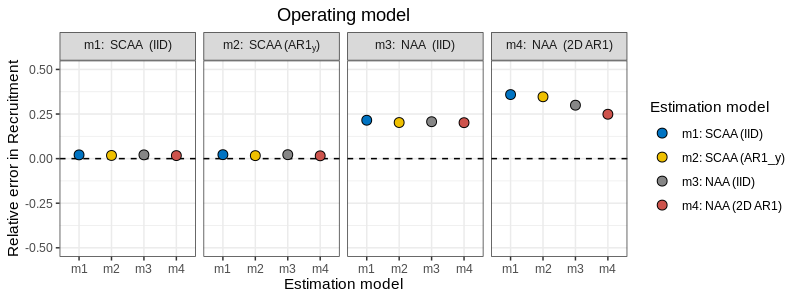 Operating model
m1: SCAA (IID)
m2: SCAA (AR1y)
m3: NAA (IID)
m4: NAA (2D AR1)
Relative error in Recruitment
0.50
0.25
0.00
-0.25
-0.50
m1 m2 m3 m4
m1 m2 m3 m4
m1 m2 m3 m4
m1 m2 m3 m4
Estimation model
Estimation model
m1: SCAA (IID)
m2: SCAA (AR1_y)
m3: NAA (IID)
m4: NAA (2D AR1)